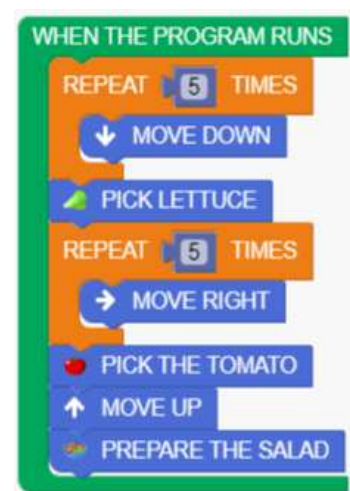 WHEN THE PROGRAM RUNS
REPEAT 5 TIMES
MOVE DOWN
PICK LETTUCE
REPEAT 5 TIMES
MOVE RIGHT
PICK THE TOMATO
MOVE UP
PREPARE THE SALAD